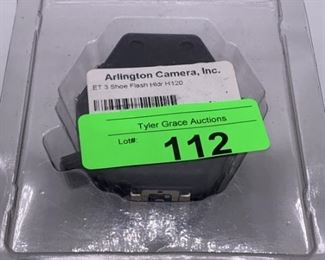 Arlington Camera, Inc.
ET 3 Shoe Flash Hldr H120
Tyler Grace Auctions
Lot#:
112